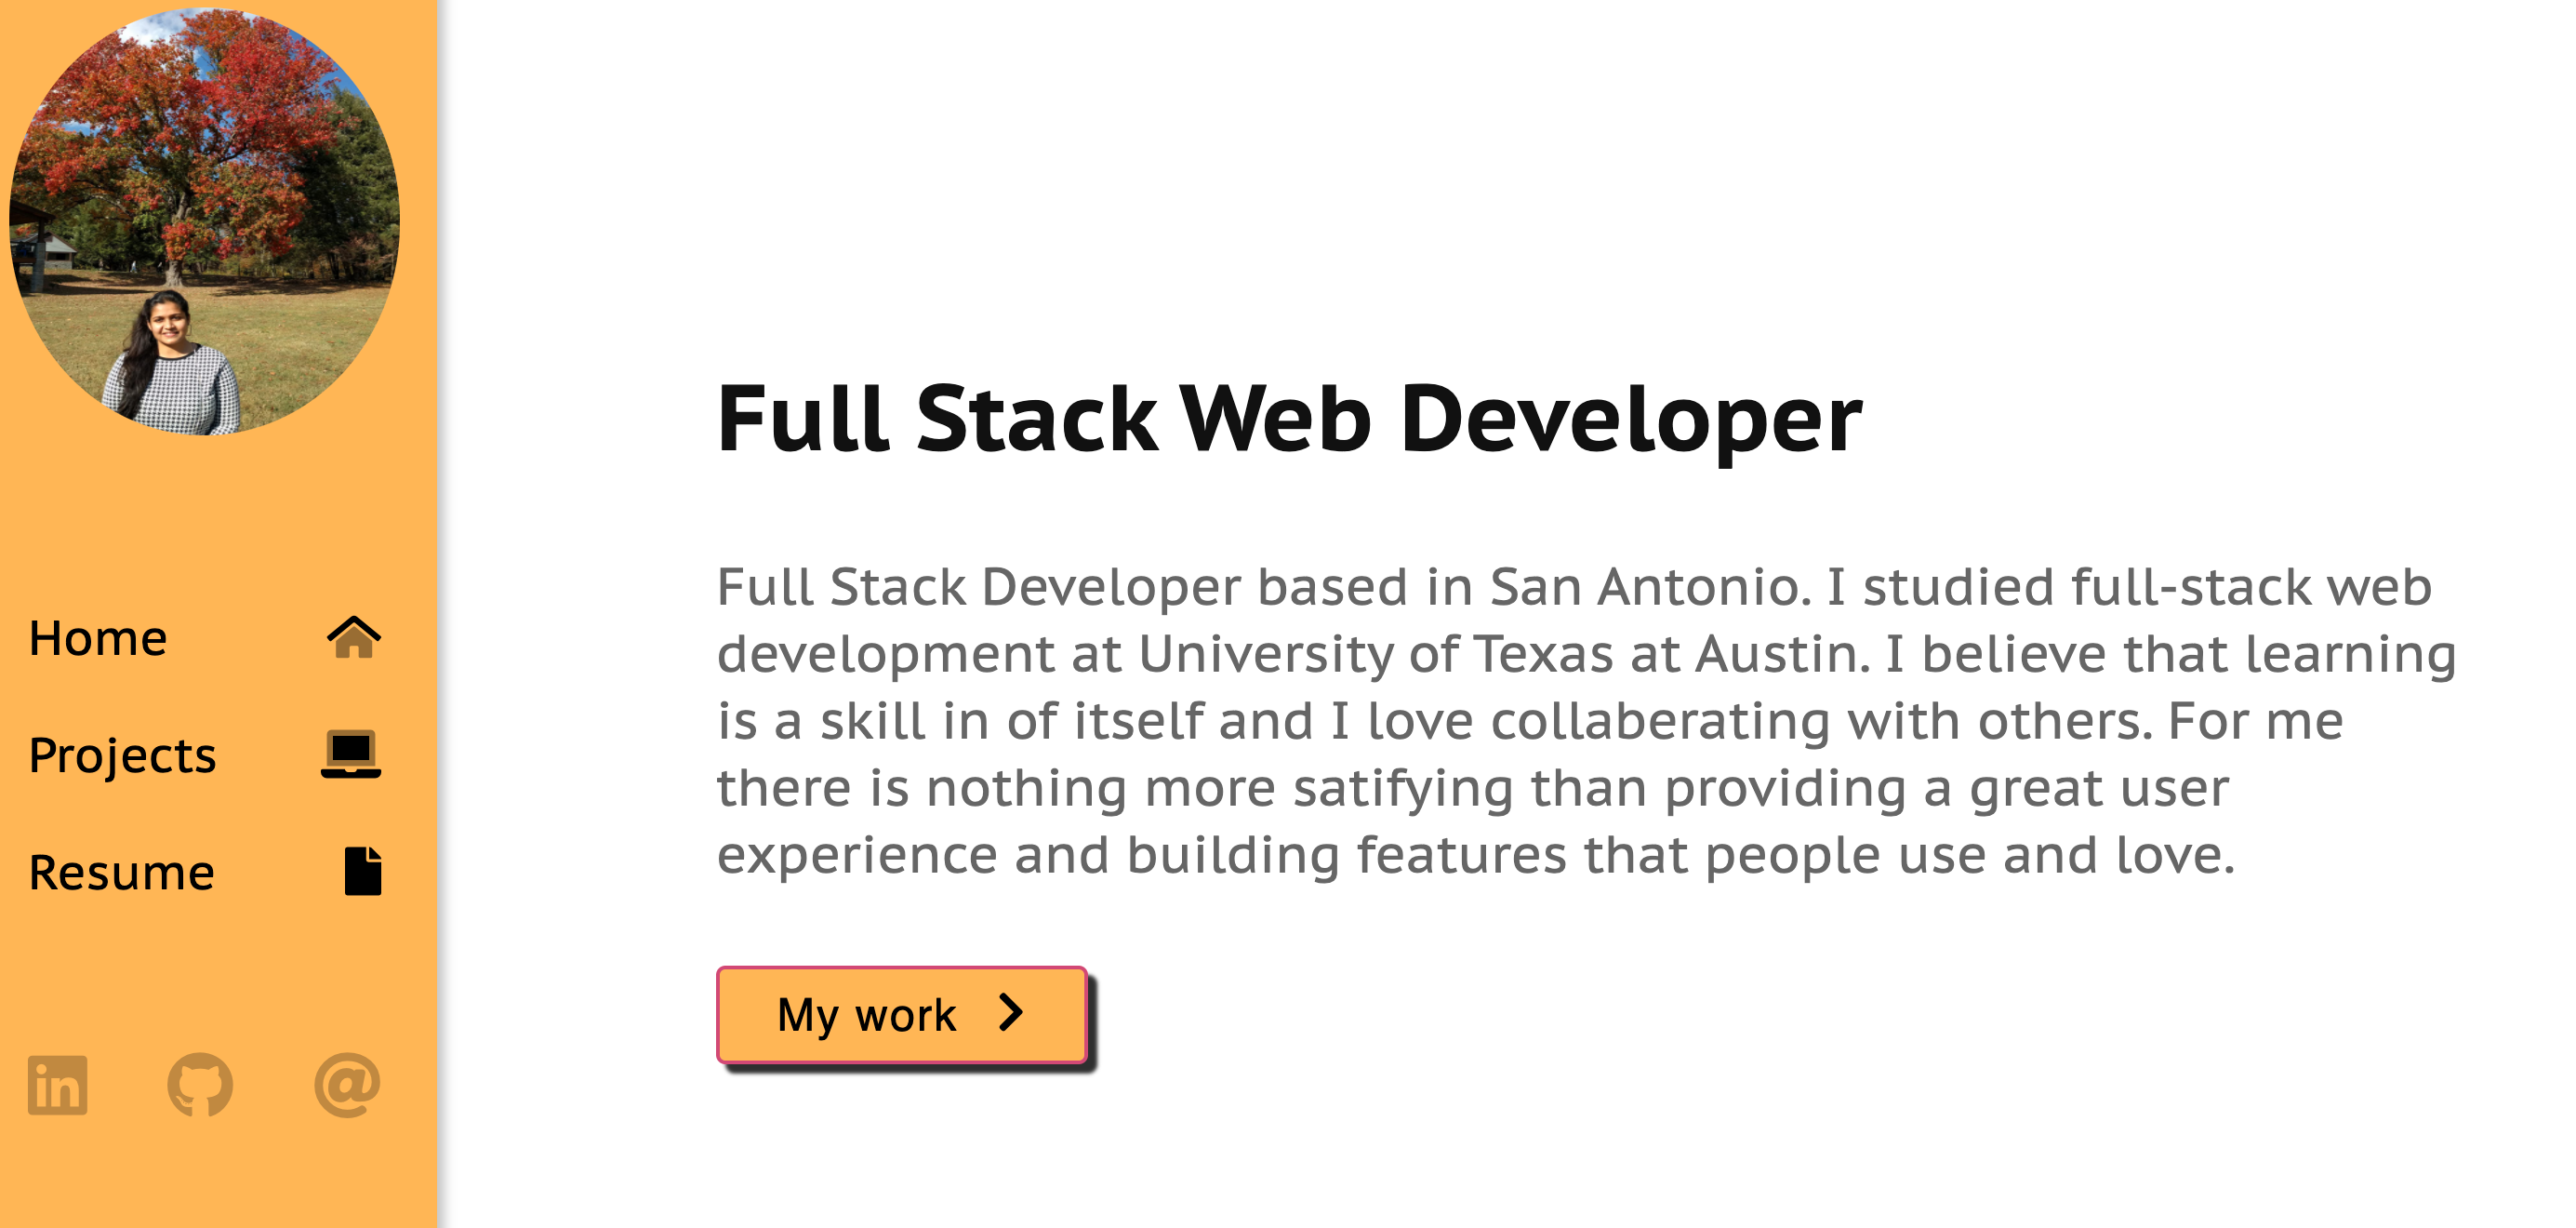 Home
Projects
Resume
in
@
Full Stack Web Developer
Full Stack Developer based in San Antonio. I studied full-stack web
development at University of Texas at Austin. I believe that learning
is a skill in of itself and I love collaberating with others. For me
there is nothing more satifying than providing a great user
experience and building features that people use and love.
My work